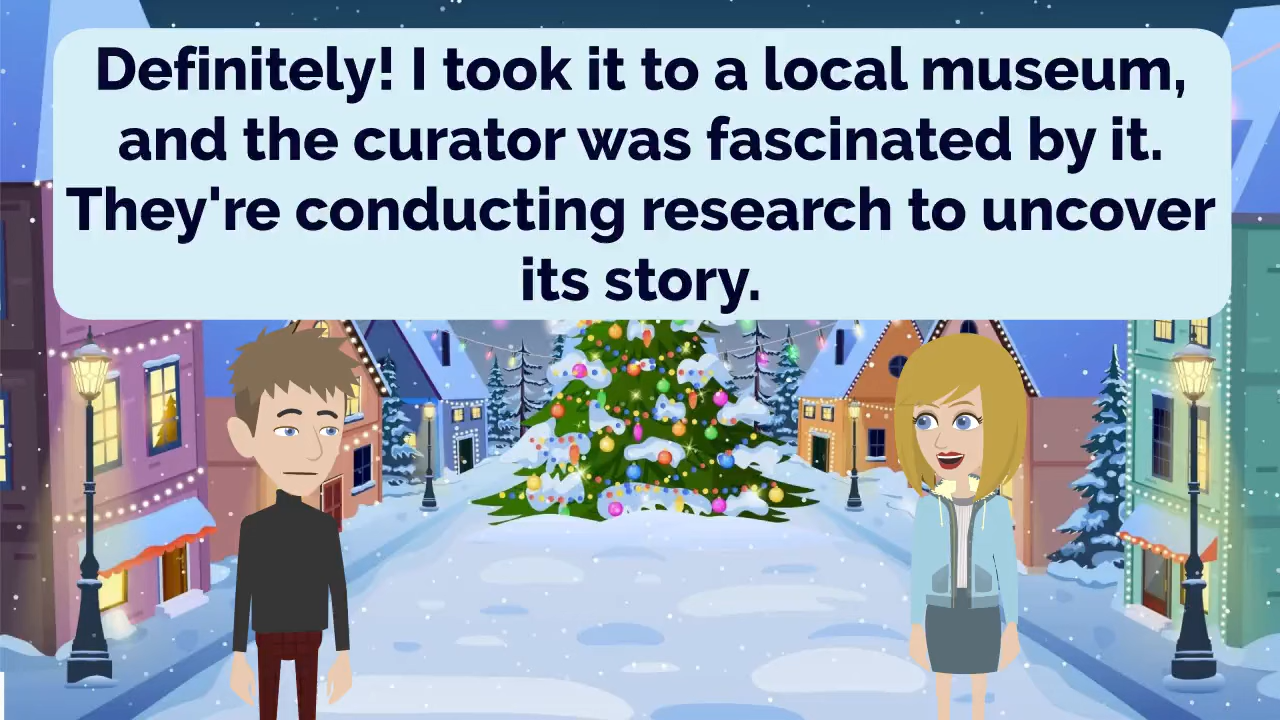 Definitely! I took it to a local museum,
and the curator was fascinated by it.
They're conducting research to uncover
its story.